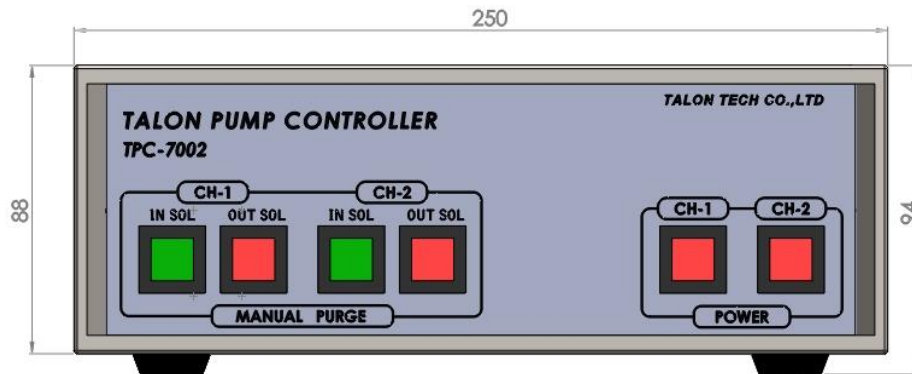 250
TALON TECH CO.,LTD
TALON PUMP CONTROLLER
TPC-7002
88
94
CH-1 CH-2
IN SOL OUT SOL IN SOL OUT SOL
MANUAL PURGE
CH-1 CH-2
POWER